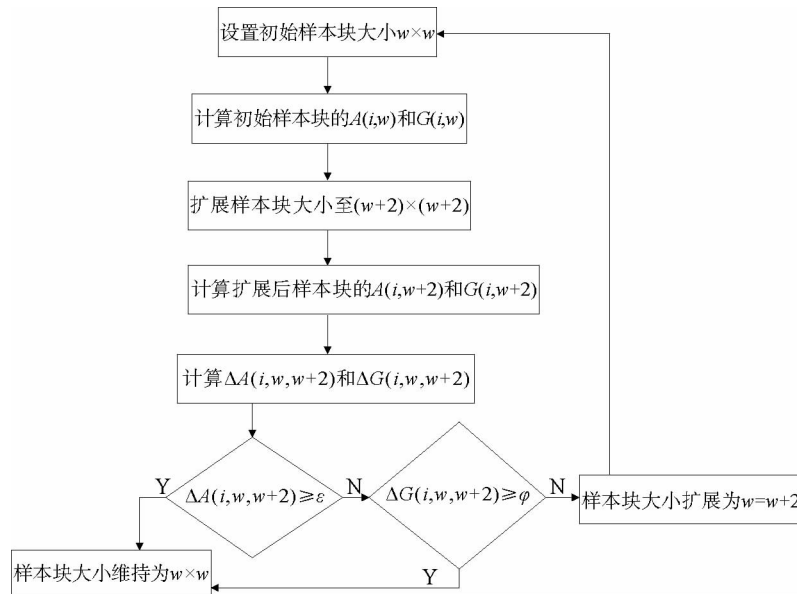 设置初始样本块大小w×w
计算初始样本块的A(i,w)和G(i,w)
扩展样本块大小至(w+2)×(w+2)
计算扩展后样本块的A(i,w+2)和G(i,w+2)
计算ΔA(i,w,w+2)和ΔG(i,w,w+2)
Y
ΔA(i,w,w+2)≥ε
N
ΔG(i,w,w+2)≥φ
N
样本块大小扩展为w=w+2
样本块大小维持为w×w
Y